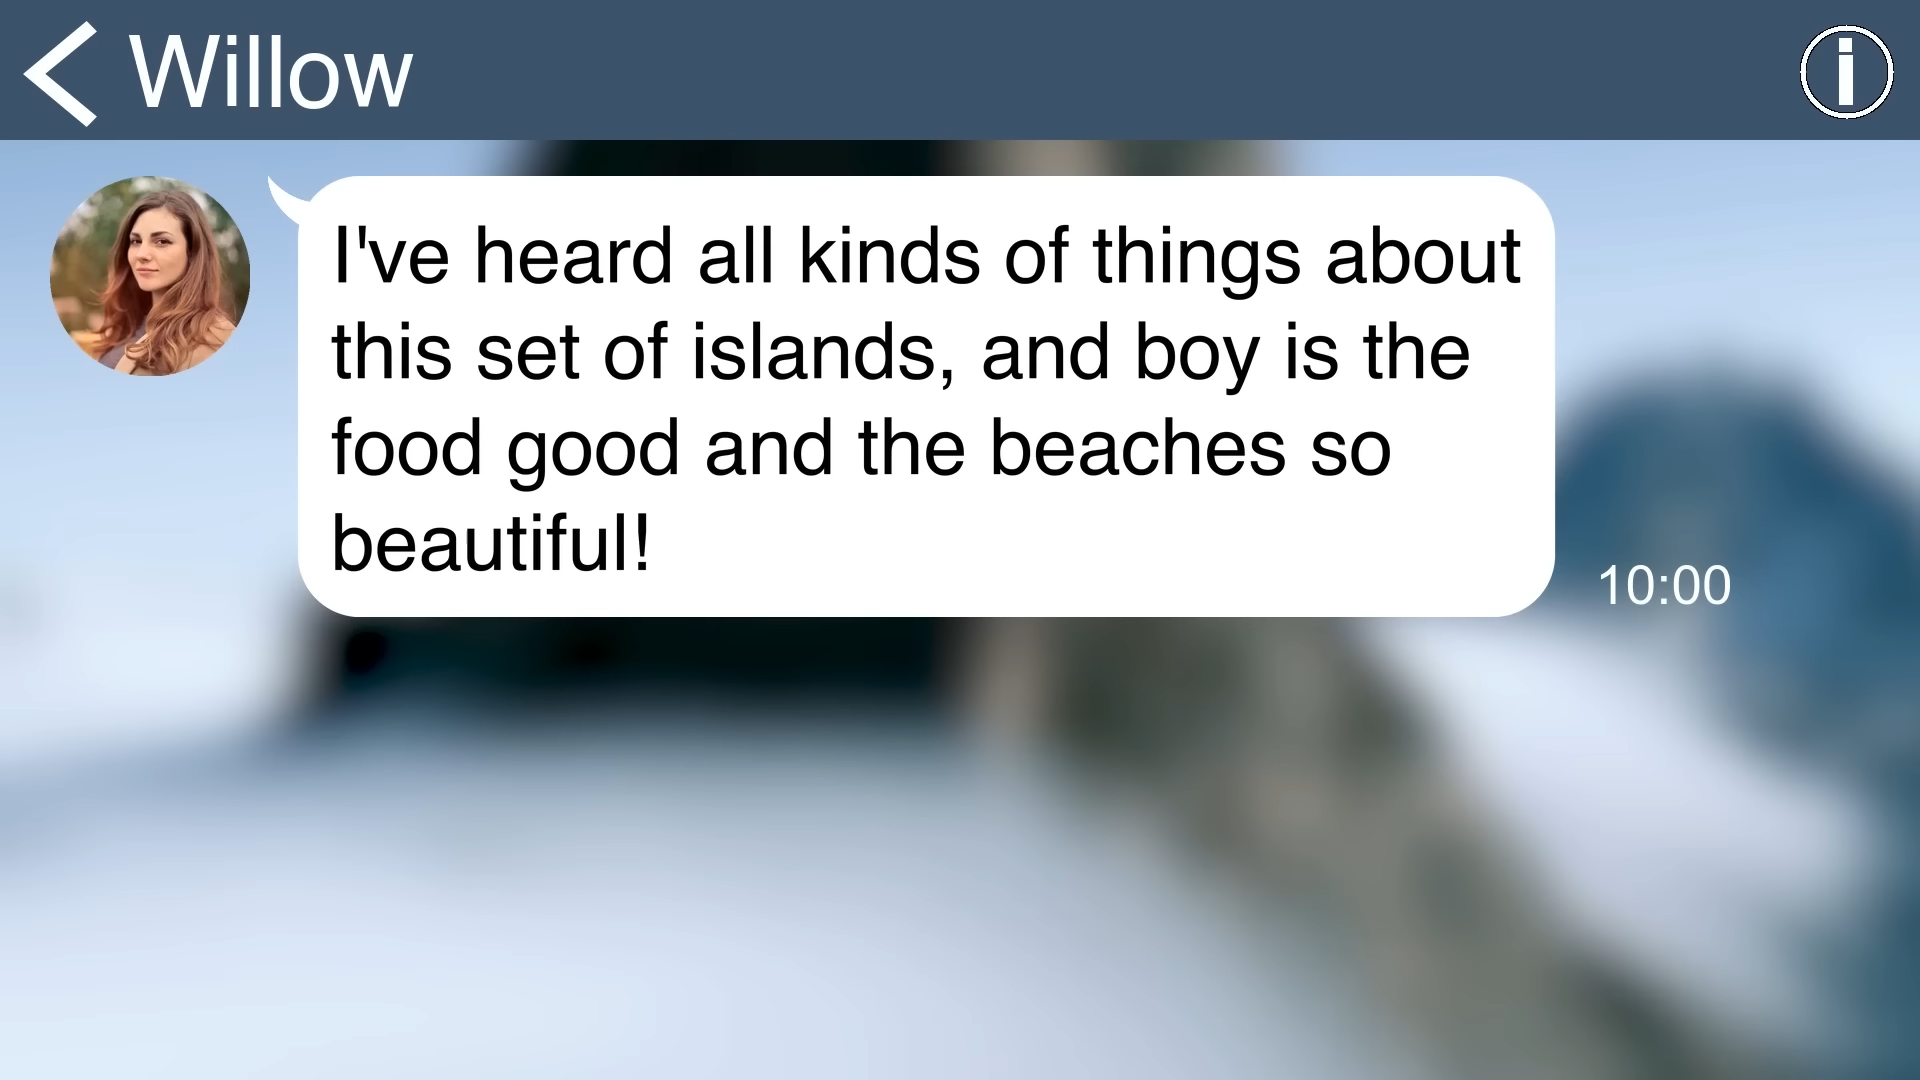 Willow
I've heard all kinds of things about
this set of islands, and boy is the
food good and the beaches so
beautiful!
10:00